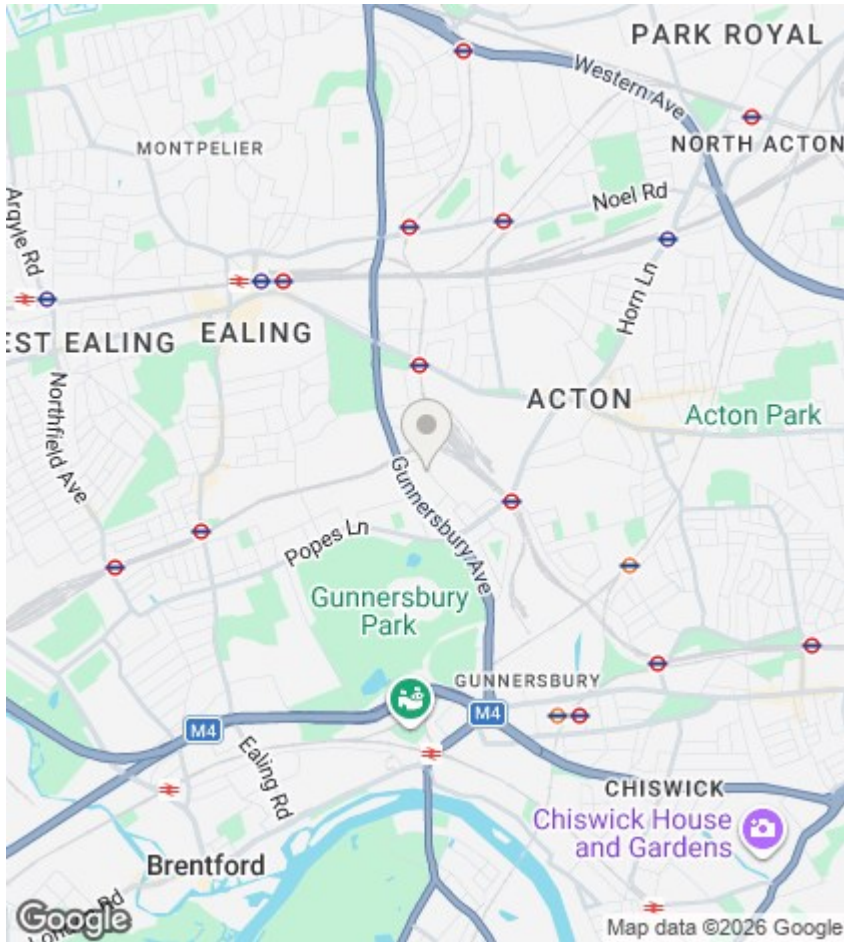 PARK ROYAL
Western Ave
NORTH ACTON
MONTPELIER
Argyle Rd
Noel Rd
Horn Ln
EST EALING
EALING
ACTON
Acton Park
Northfield Ave
Gunnersbury Ave
Popes Ln
Gunnersbury
Park
GUNNERSBURY
M4
M4
Ealing Rd
CHISWICK
Chiswick House
and Gardens
Brentford
London Rd
Google
Map data ©2026 Google